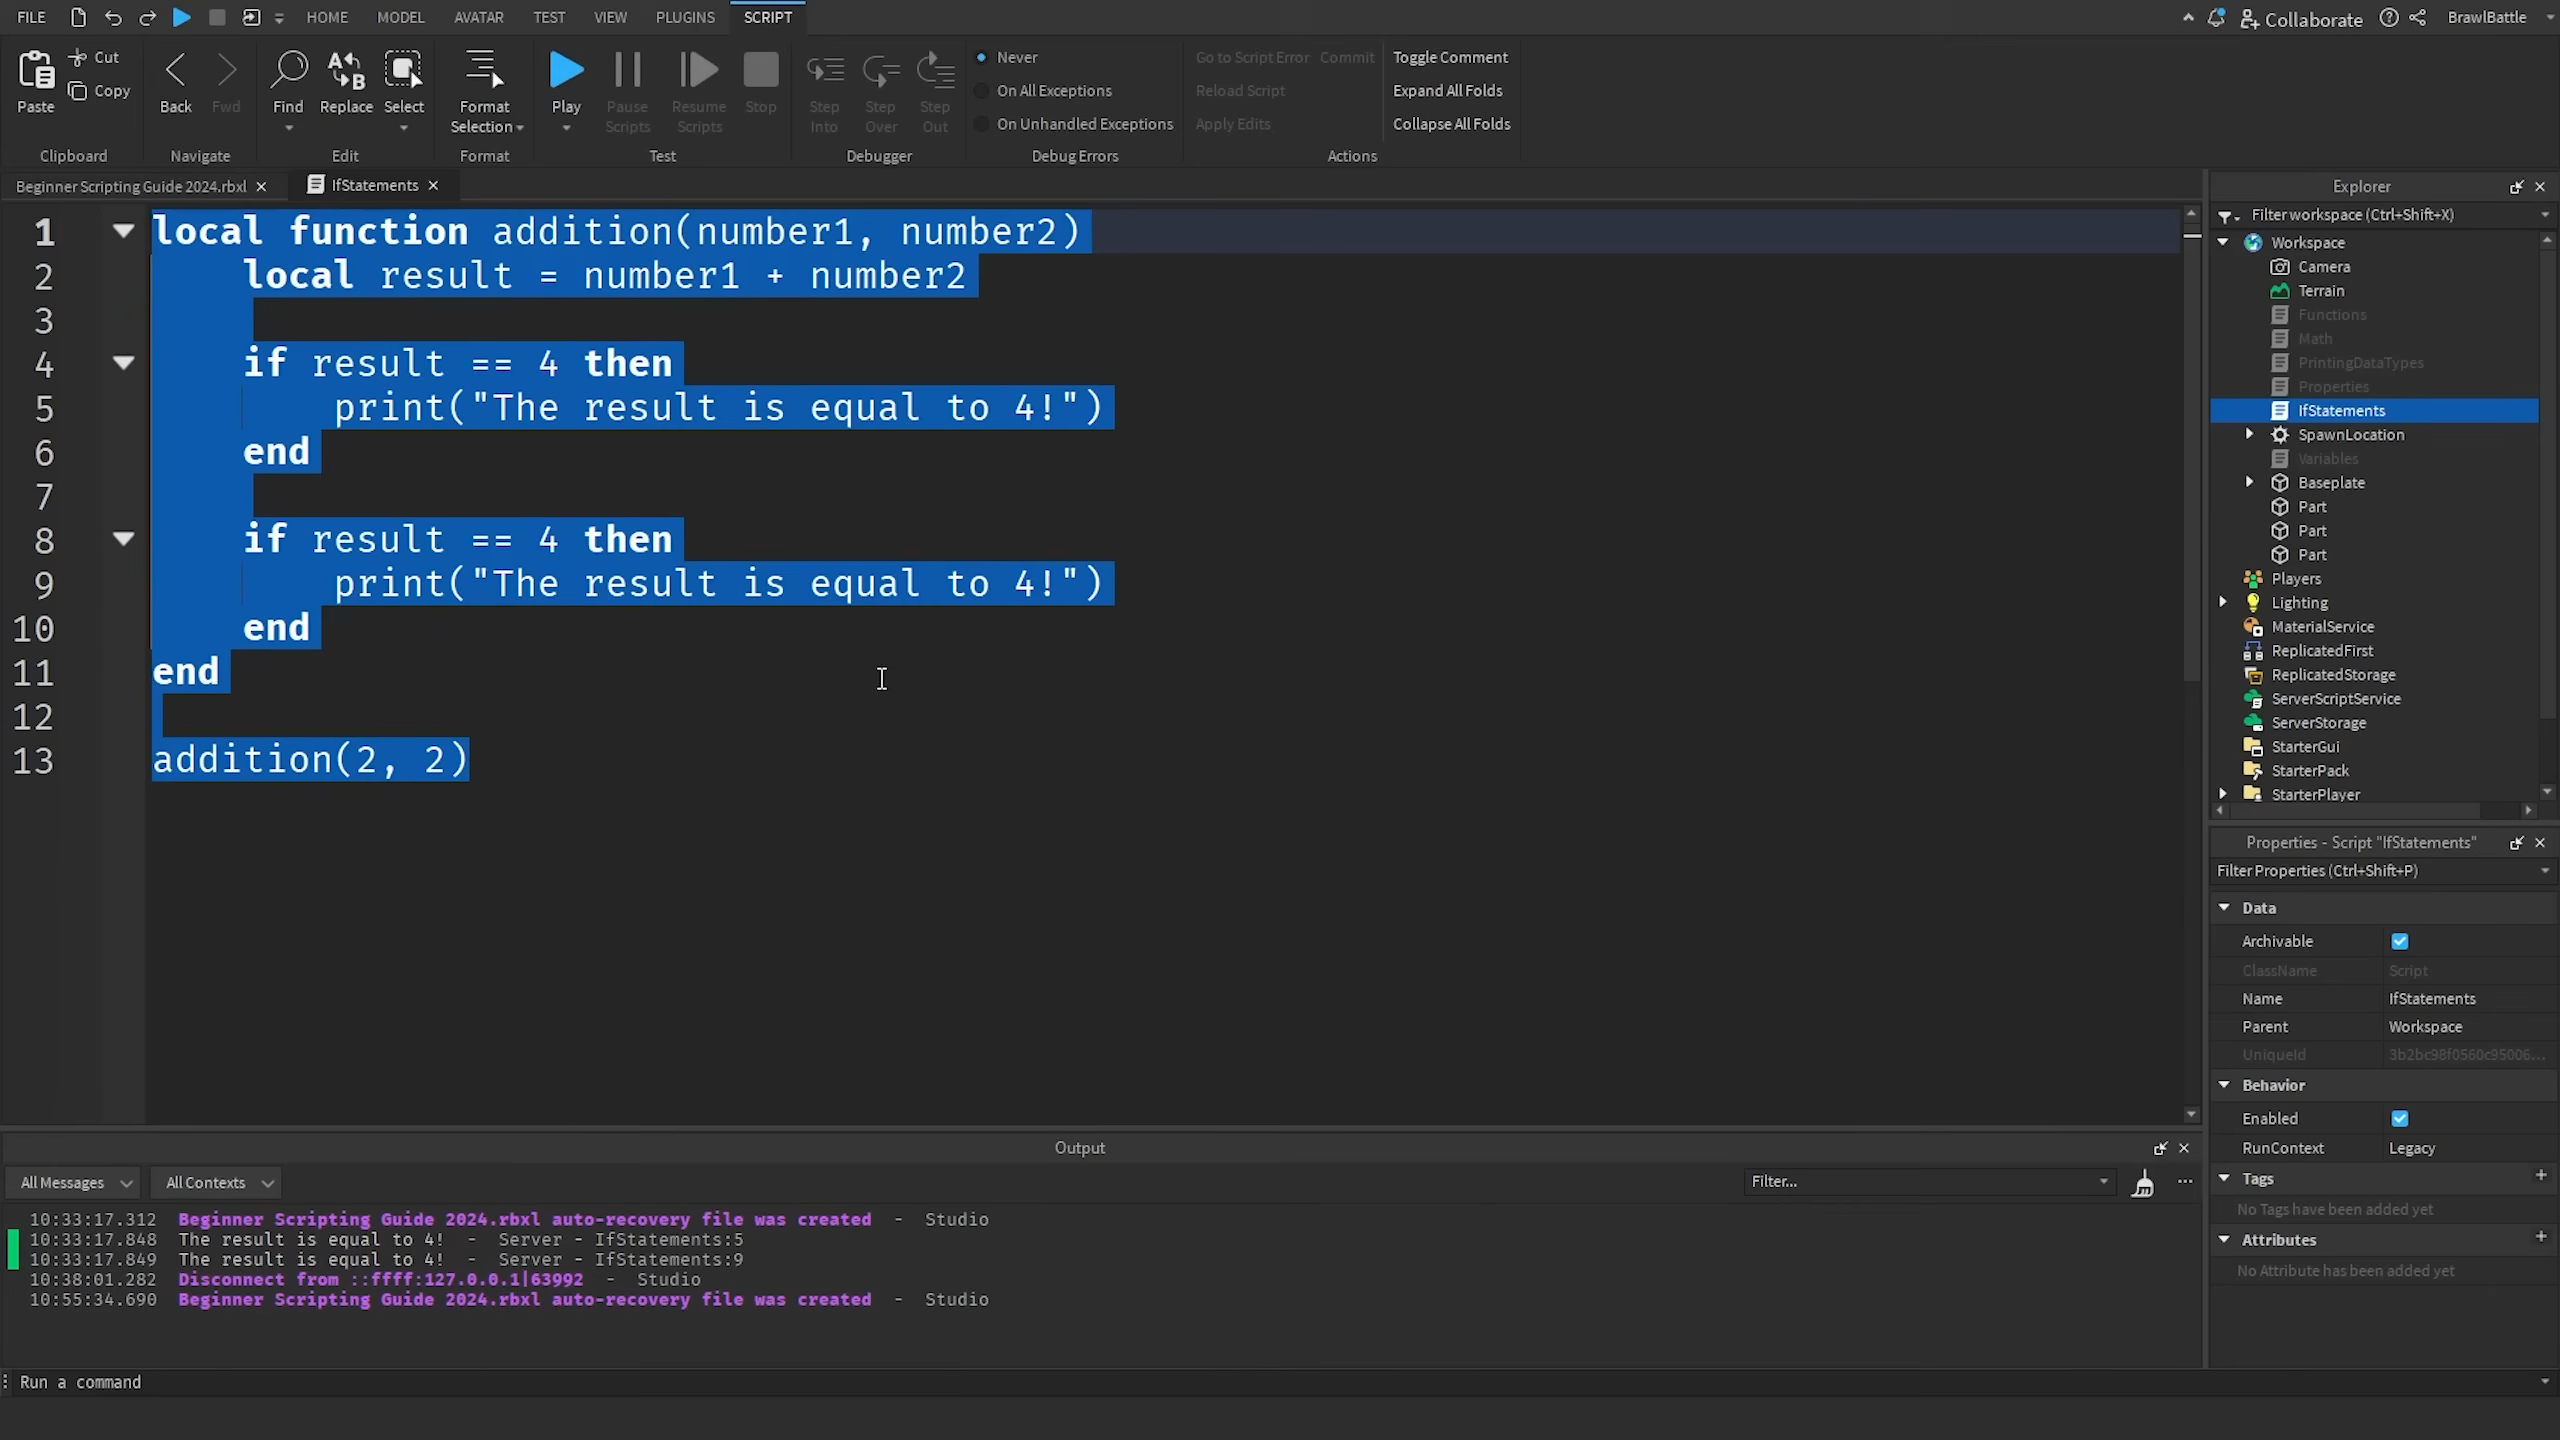 FILE HOME MODEL AVATAR TEST VIEW PLUGINS SCRIPT Collaborate BrawlBattle
Paste Cut Copy Clipboard
Back Fwd Navigate
Find Replace Select Edit
Format Selection Format
Play Pause Scripts Resume Scripts Stop Test
Step Into Step Over Step Out Debugger
Never
On All Exceptions
On Unhandled Exceptions
Debug Errors
Go to Script Error Commit
Reload Script
Apply Edits
Toggle Comment
Expand All Folds
Collapse All Folds
Actions
Beginner Scripting Guide 2024.rbxl × IfStatements ×
1 local function addition(number1, number2)
2 local result = number1 + number2
3
4 if result == 4 then
5 print("The result is equal to 4!")
6 end
7
8 if result == 4 then
9 print("The result is equal to 4!")
10 end
11 end
12
13 addition(2, 2)
Explorer
Filter workspace (Ctrl+Shift+X)
Workspace
Camera
Terrain
Functions
Math
PrintingDataTypes
Properties
IfStatements
SpawnLocation
Variables
Baseplate
Part
Part
Part
Players
Lighting
MaterialService
ReplicatedFirst
ReplicatedStorage
ServerScriptService
ServerStorage
StarterGui
StarterPack
StarterPlayer
Properties - Script "IfStatements"
Filter Properties (Ctrl+Shift+P)
Data
Archivable
ClassName Script
Name IfStatements
Parent Workspace
UniqueId 3b2bc98f0560c95006...
Behavior
Enabled
RunContext Legacy
Tags
No Tags have been added yet
Attributes
No Attribute has been added yet
Output
All Messages All Contexts Filter...
10:33:17.312 Beginner Scripting Guide 2024.rbxl auto-recovery file was created - Studio
10:33:17.848 The result is equal to 4! - Server - IfStatements:5
10:33:17.849 The result is equal to 4! - Server - IfStatements:9
10:38:01.282 Disconnect from ::ffff:127.0.0.1|63992 - Studio
10:55:34.690 Beginner Scripting Guide 2024.rbxl auto-recovery file was created - Studio
Run a command